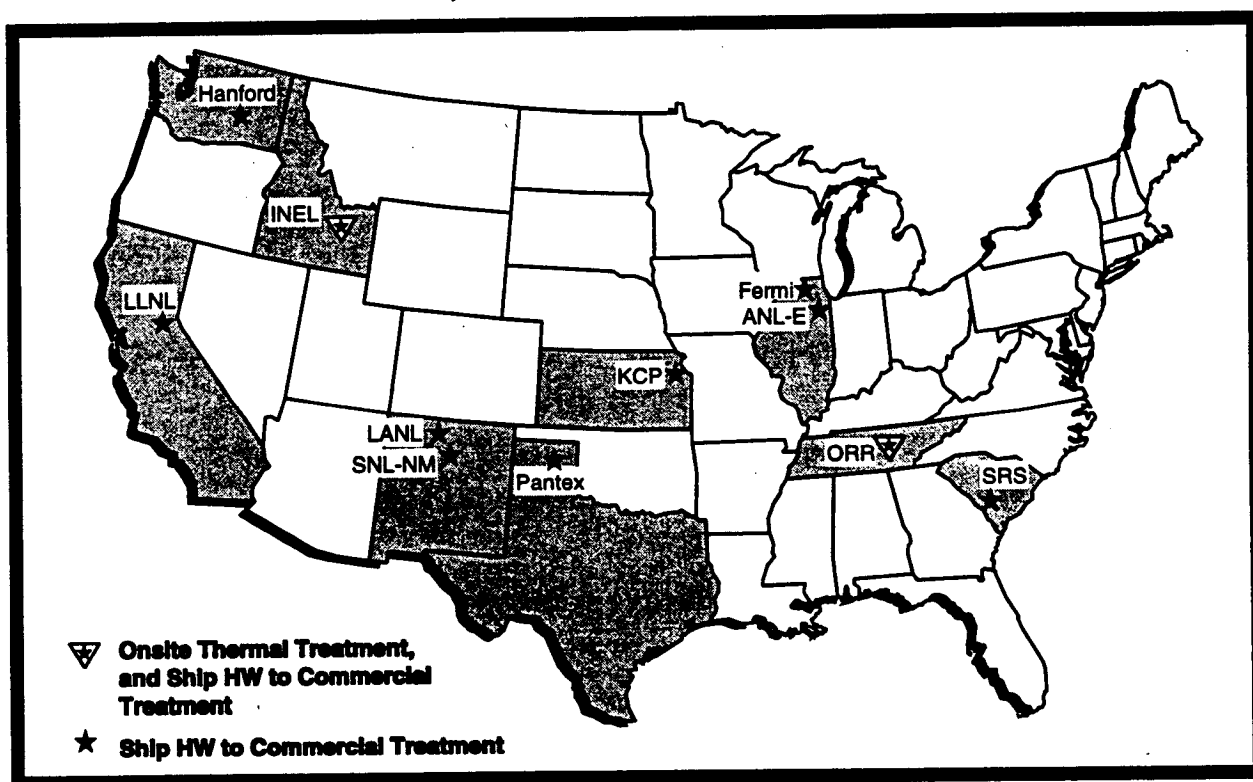 Hanford
INEL
LLNL
Fermi
ANL-E
KCP
LANL
SNL-NM
Pantex
ORR
SRS
Onsite Thermal Treatment,
and Ship HW to Commercial
Treatment
Ship HW to Commercial Treatment